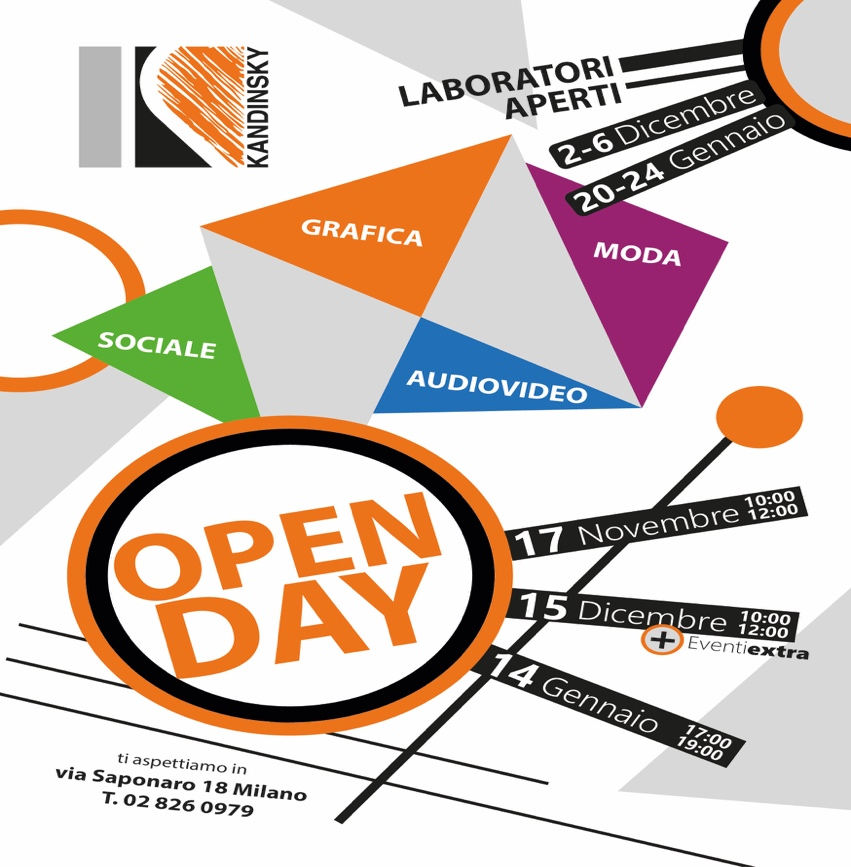 KANDINSKY
LABORATORI
APERTI
2-6 Dicembre
20-24 Gennaio
GRAFICA
MODA
SOCIALE
AUDIOVIDEO
OPEN
DAY
17 Novembre 10:00
12:00
15 Dicembre 10:00
12:00
+ Eventiextra
14 Gennaio 17:00
19:00
ti aspettiamo in
via Saponaro 18 Milano
T. 02 826 0979